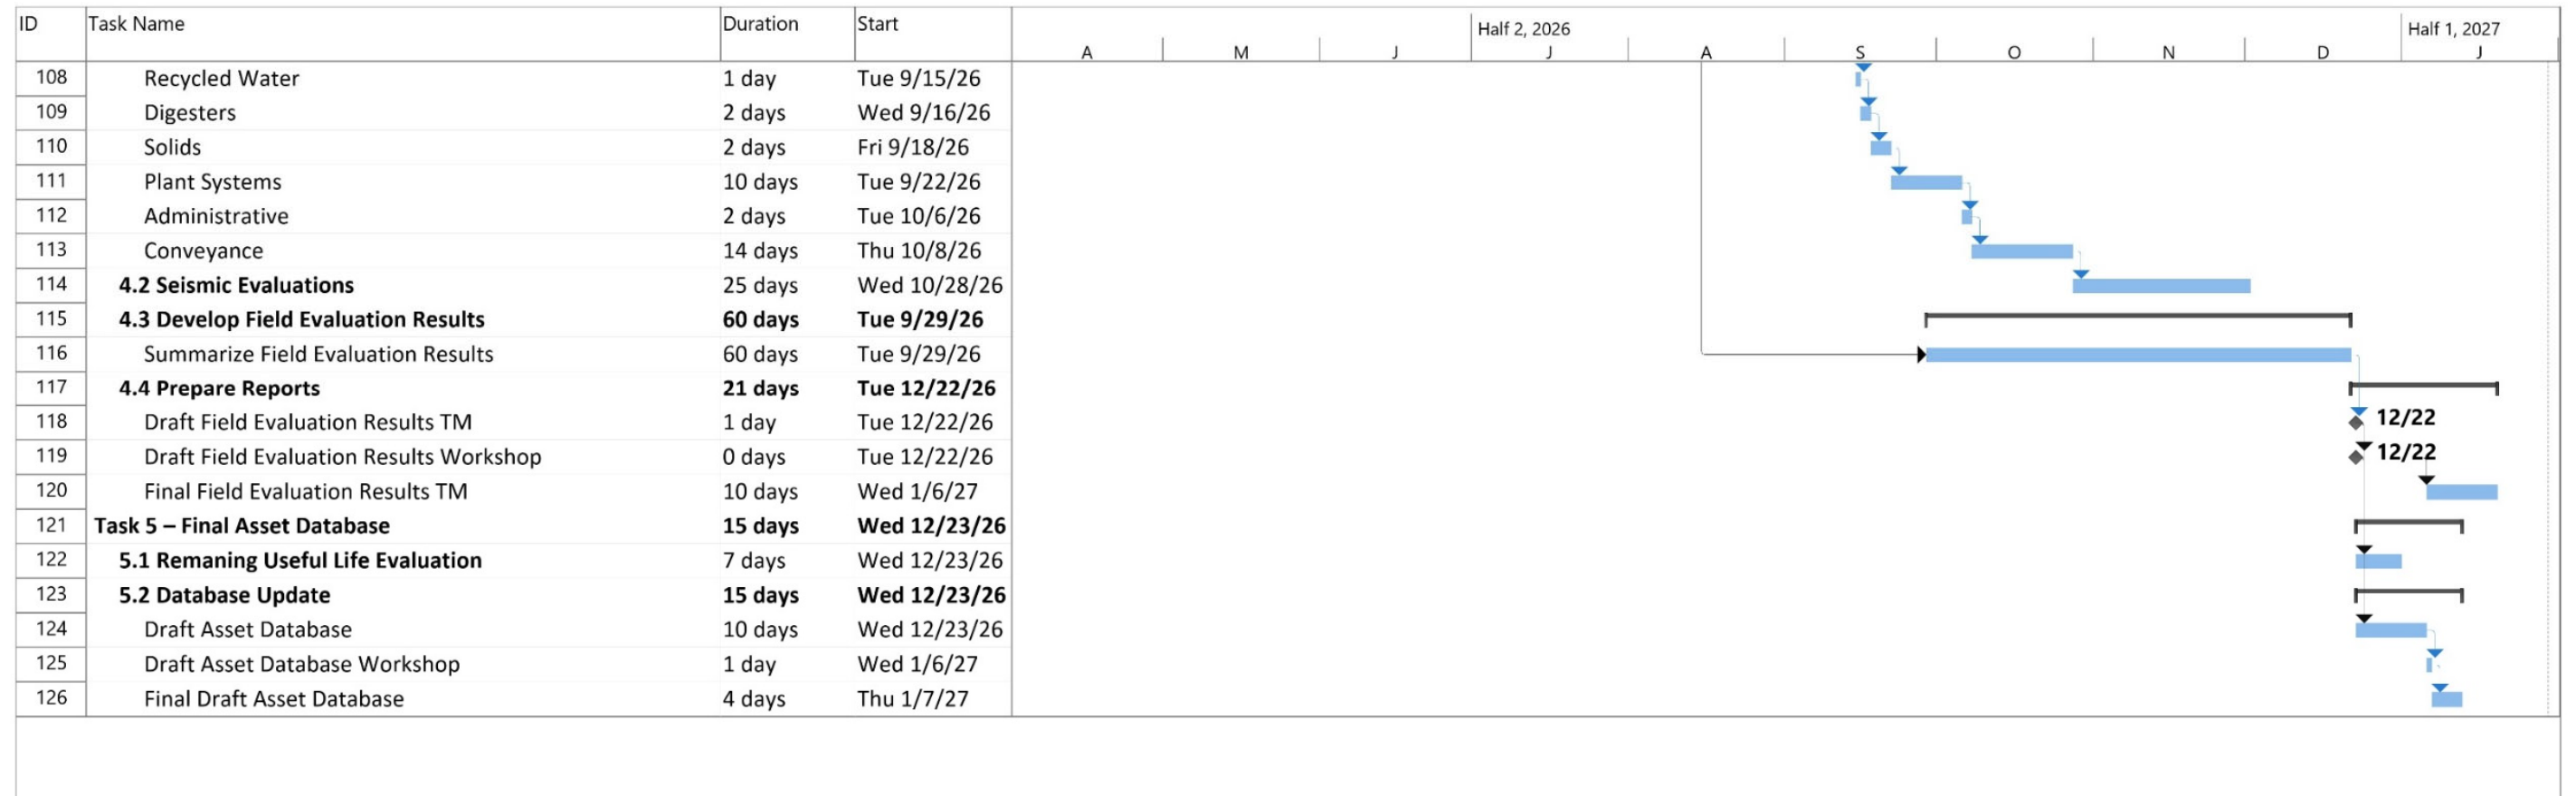 ID Task Name Duration Start Half 2, 2026 Half 1, 2027
A M J J A S O N D J
108 Recycled Water 1 day Tue 9/15/26
109 Digesters 2 days Wed 9/16/26
110 Solids 2 days Fri 9/18/26
111 Plant Systems 10 days Tue 9/22/26
112 Administrative 2 days Tue 10/6/26
113 Conveyance 14 days Thu 10/8/26
114 4.2 Seismic Evaluations 25 days Wed 10/28/26
115 4.3 Develop Field Evaluation Results 60 days Tue 9/29/26
116 Summarize Field Evaluation Results 60 days Tue 9/29/26
117 4.4 Prepare Reports 21 days Tue 12/22/26
118 Draft Field Evaluation Results TM 1 day Tue 12/22/26 12/22
119 Draft Field Evaluation Results Workshop 0 days Tue 12/22/26 12/22
120 Final Field Evaluation Results TM 10 days Wed 1/6/27
121 Task 5 – Final Asset Database 15 days Wed 12/23/26
122 5.1 Remaning Useful Life Evaluation 7 days Wed 12/23/26
123 5.2 Database Update 15 days Wed 12/23/26
124 Draft Asset Database 10 days Wed 12/23/26
125 Draft Asset Database Workshop 1 day Wed 1/6/27
126 Final Draft Asset Database 4 days Thu 1/7/27